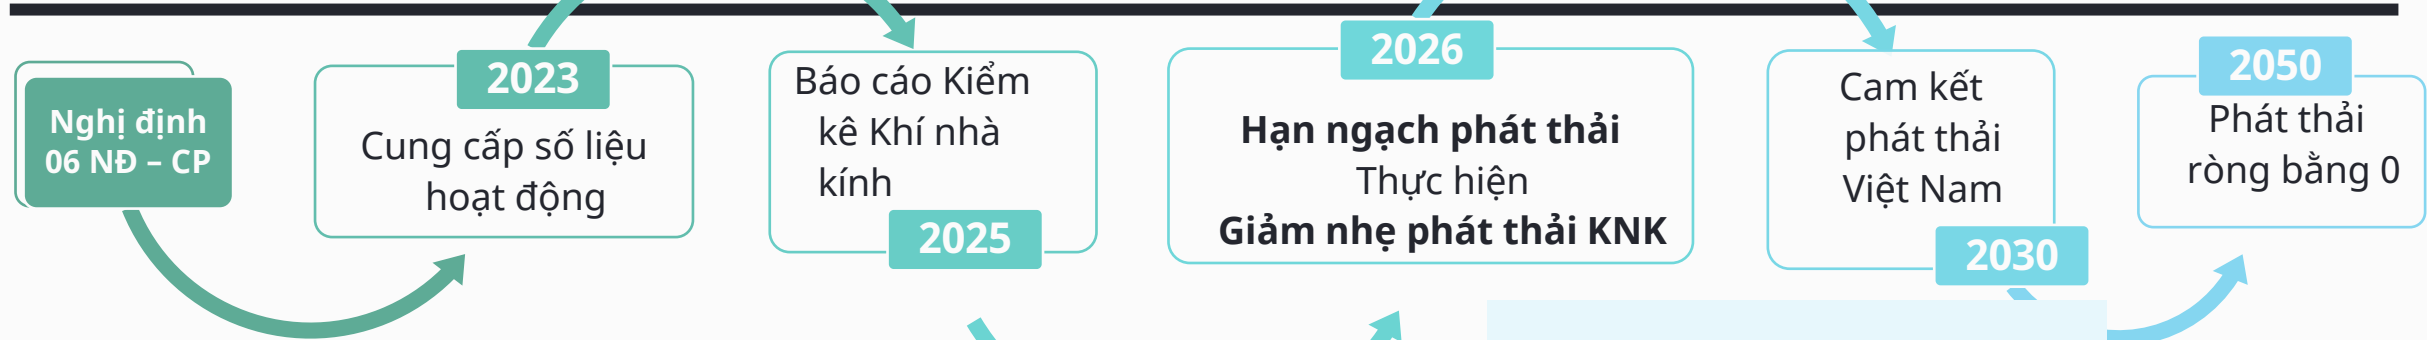 Nghị định
06 NĐ – CP
2023
Cung cấp số liệu
hoạt động
Báo cáo Kiểm
kê Khí nhà
kính
2025
2026
Hạn ngạch phát thải
Thực hiện
Giảm nhẹ phát thải KNK
Cam kết
phát thải
Việt Nam
2030
2050
Phát thải
ròng bằng 0